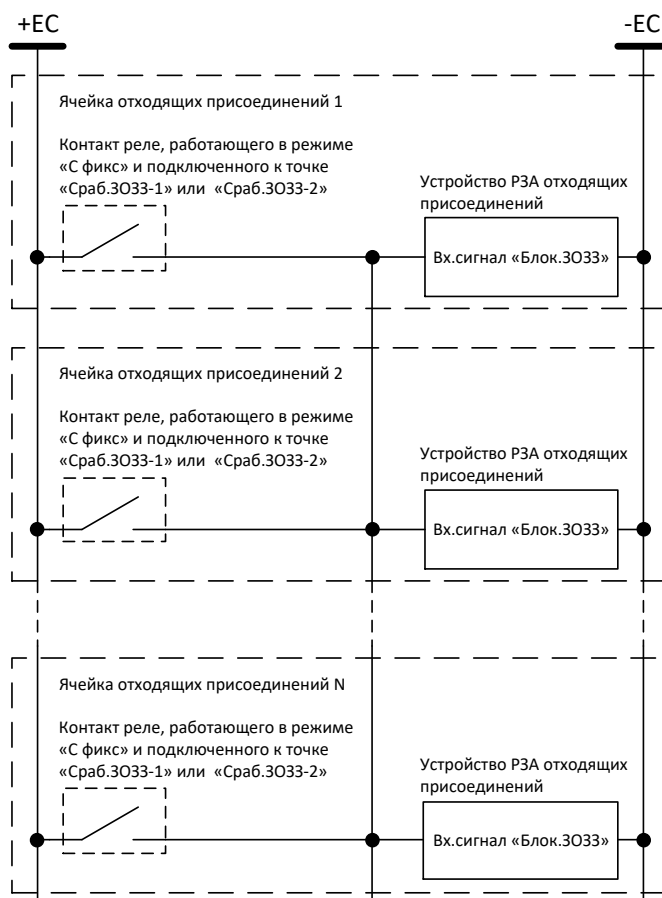 +ЕС
-ЕС
Ячейка отходящих присоединений 1
Контакт реле, работающего в режиме
«С фикс» и подключенного к точке
«Сраб.ЗОЗЗ-1» или «Сраб.ЗОЗЗ-2»
Устройство РЗА отходящих
присоединений
Вх.сигнал «Блок.ЗОЗЗ»
Ячейка отходящих присоединений 2
Контакт реле, работающего в режиме
«С фикс» и подключенного к точке
«Сраб.ЗОЗЗ-1» или «Сраб.ЗОЗЗ-2»
Устройство РЗА отходящих
присоединений
Вх.сигнал «Блок.ЗОЗЗ»
Ячейка отходящих присоединений N
Контакт реле, работающего в режиме
«С фикс» и подключенного к точке
«Сраб.ЗОЗЗ-1» или «Сраб.ЗОЗЗ-2»
Устройство РЗА отходящих
присоединений
Вх.сигнал «Блок.ЗОЗЗ»